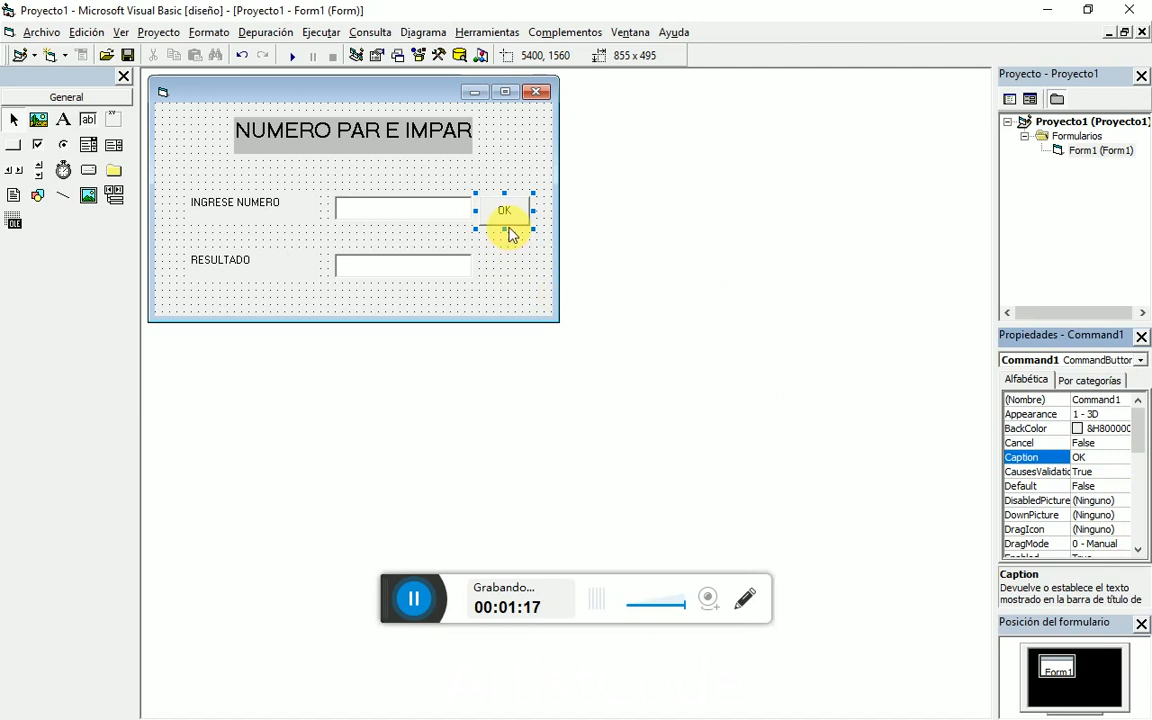 Proyecto1 - Microsoft Visual Basic [diseño] - [Proyecto1 - Form1 (Form)]
Archivo Edición Ver Proyecto Formato Depuración Ejecutar Consulta Diagrama Herramientas Complementos Ventana Ayuda
5400, 1560 855 x 495
General
NUMERO PAR E IMPAR
INGRESE NUMERO
OK
RESULTADO
Proyecto - Proyecto1
Proyecto1 (Proyecto1)
Formularios
Form1 (Form1)
Propiedades - Command1
Command1 CommandButtor
Alfabética Por categorías
(Nombre) Command1
Appearance 1 - 3D
BackColor &H800000
Cancel False
Caption OK
CausesValidatic True
Default False
DisabledPicture (Ninguno)
DownPicture (Ninguno)
DragIcon (Ninguno)
DragMode 0 - Manual
Caption
Devuelve o establece el texto
mostrado en la barra de título de
Posición del formulario
Form1
Grabando...
00:01:17